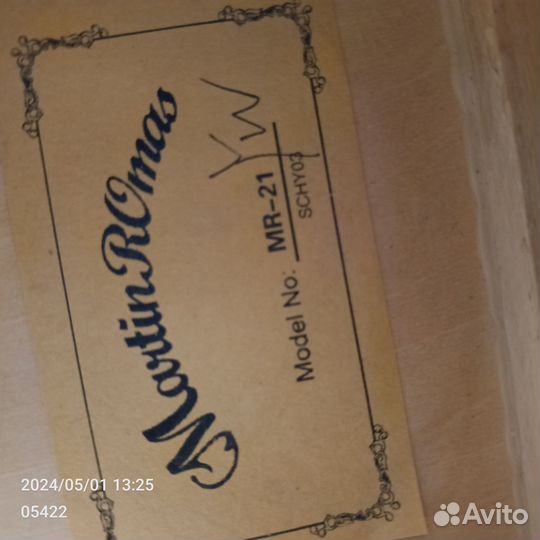 MartinROmas
YW
Model No: MR-21
SCHY03
2024/05/01 13:25
05422
Avito